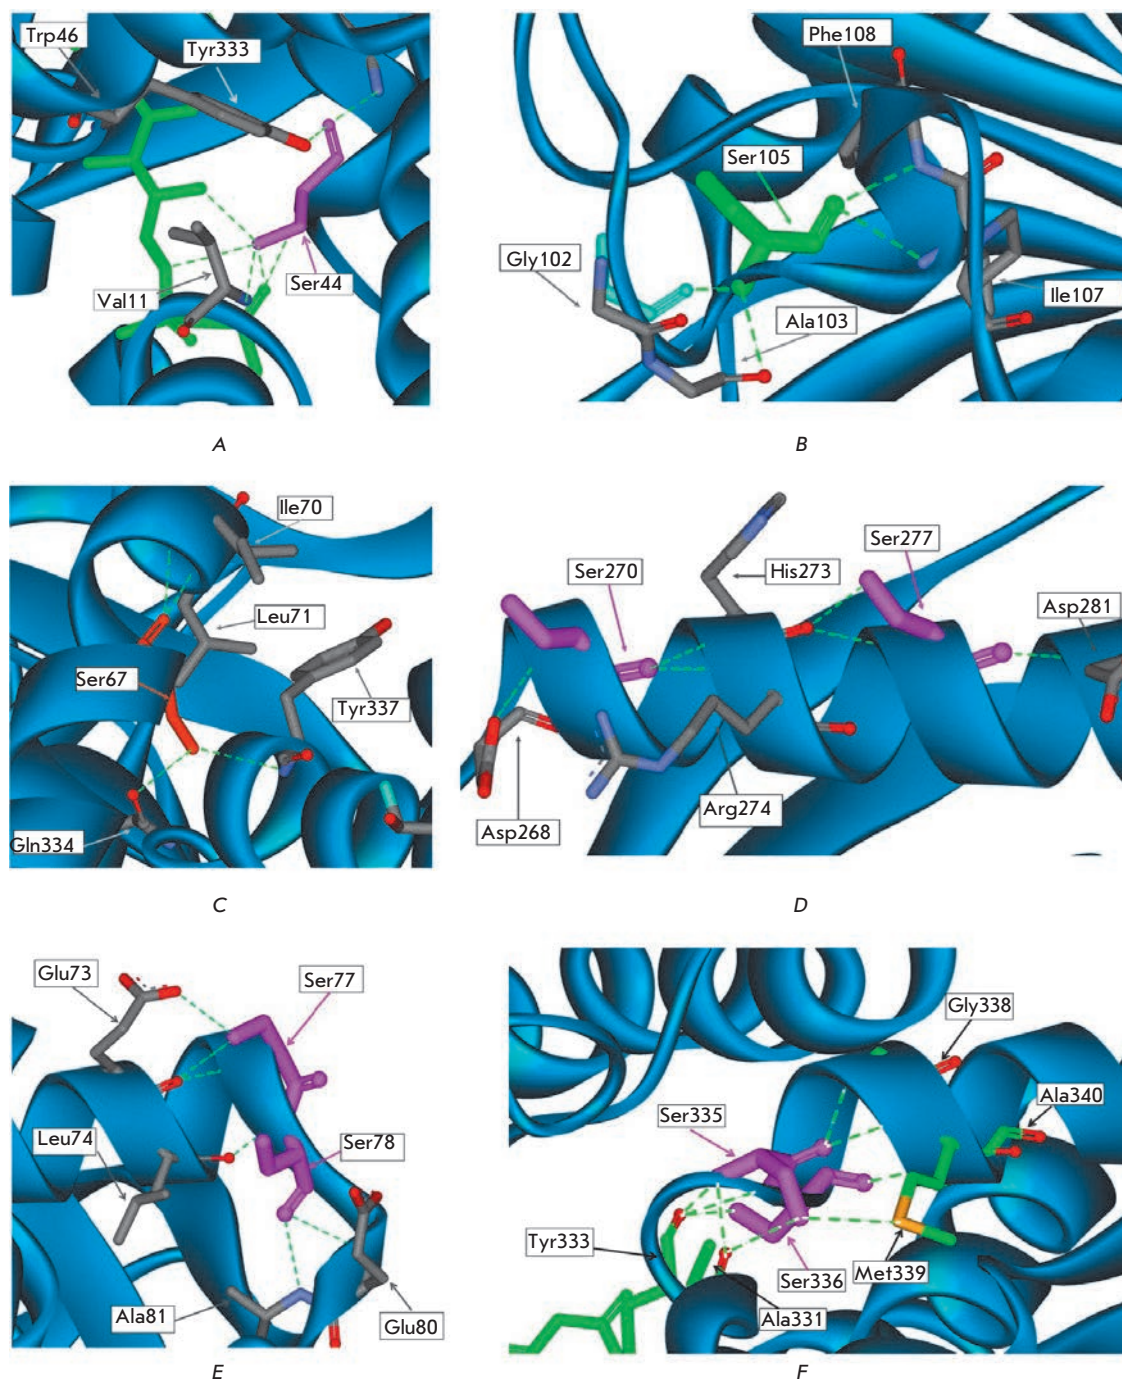 Trp46
Tyr333
Val11
Ser44
A
Phe108
Ser105
Gly102
Ile107
Ala103
B
Ile70
Leu71
Ser67
Tyr337
Gln334
C
Ser277
Ser270
His273
Asp281
Arg274
Asp268
D
Glu73
Ser77
Leu74
Ser78
Ala81
Glu80
E
Gly338
Ala340
Ser335
Tyr333
Met339
Ser336
Ala331
F